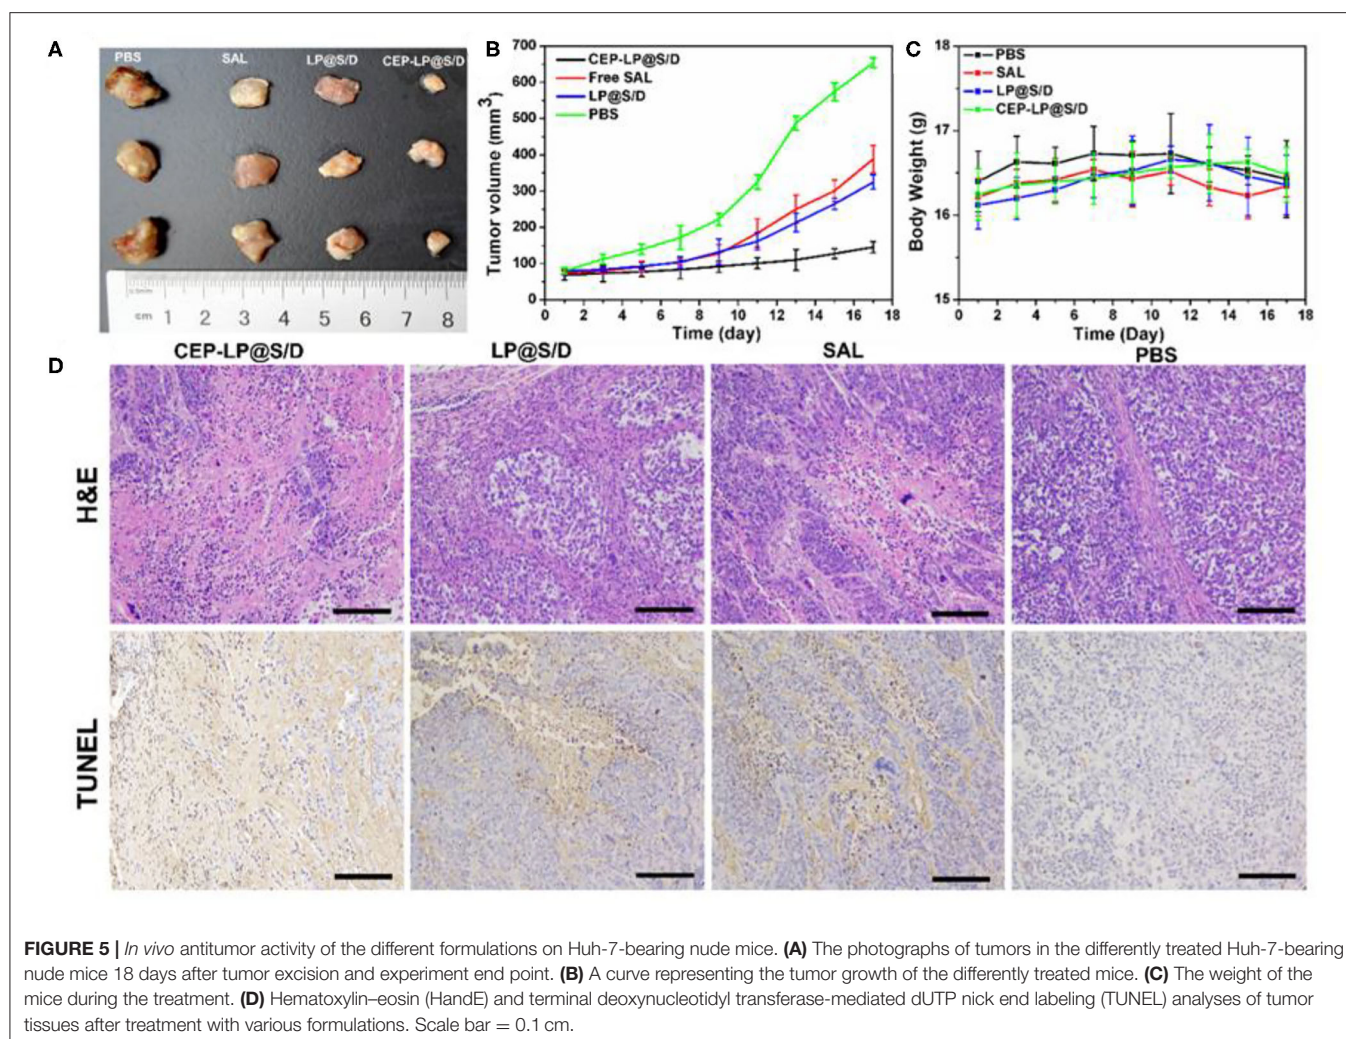 A
PBS
SAL
LP@S/D
CEP-LP@S/D
0.5mm
cm 1 2 3 4 5 6 7 8
B
700
600
500
400
300
200
100
0
Tumor volume (mm3)
CEP-LP@S/D
Free SAL
LP@S/D
PBS
0 2 4 6 8 10 12 14 16 18
Time (day)
C
18
17
16
15
Body Weight (g)
PBS
SAL
LP@S/D
CEP-LP@S/D
0 2 4 6 8 10 12 14 16 18
Time (Day)
D
CEP-LP@S/D
LP@S/D
SAL
PBS
H&E
TUNEL
FIGURE 5 | In vivo antitumor activity of the different formulations on Huh-7-bearing nude mice. (A) The photographs of tumors in the differently treated Huh-7-bearing
nude mice 18 days after tumor excision and experiment end point. (B) A curve representing the tumor growth of the differently treated mice. (C) The weight of the
mice during the treatment. (D) Hematoxylin–eosin (HandE) and terminal deoxynucleotidyl transferase-mediated dUTP nick end labeling (TUNEL) analyses of tumor
tissues after treatment with various formulations. Scale bar = 0.1 cm.